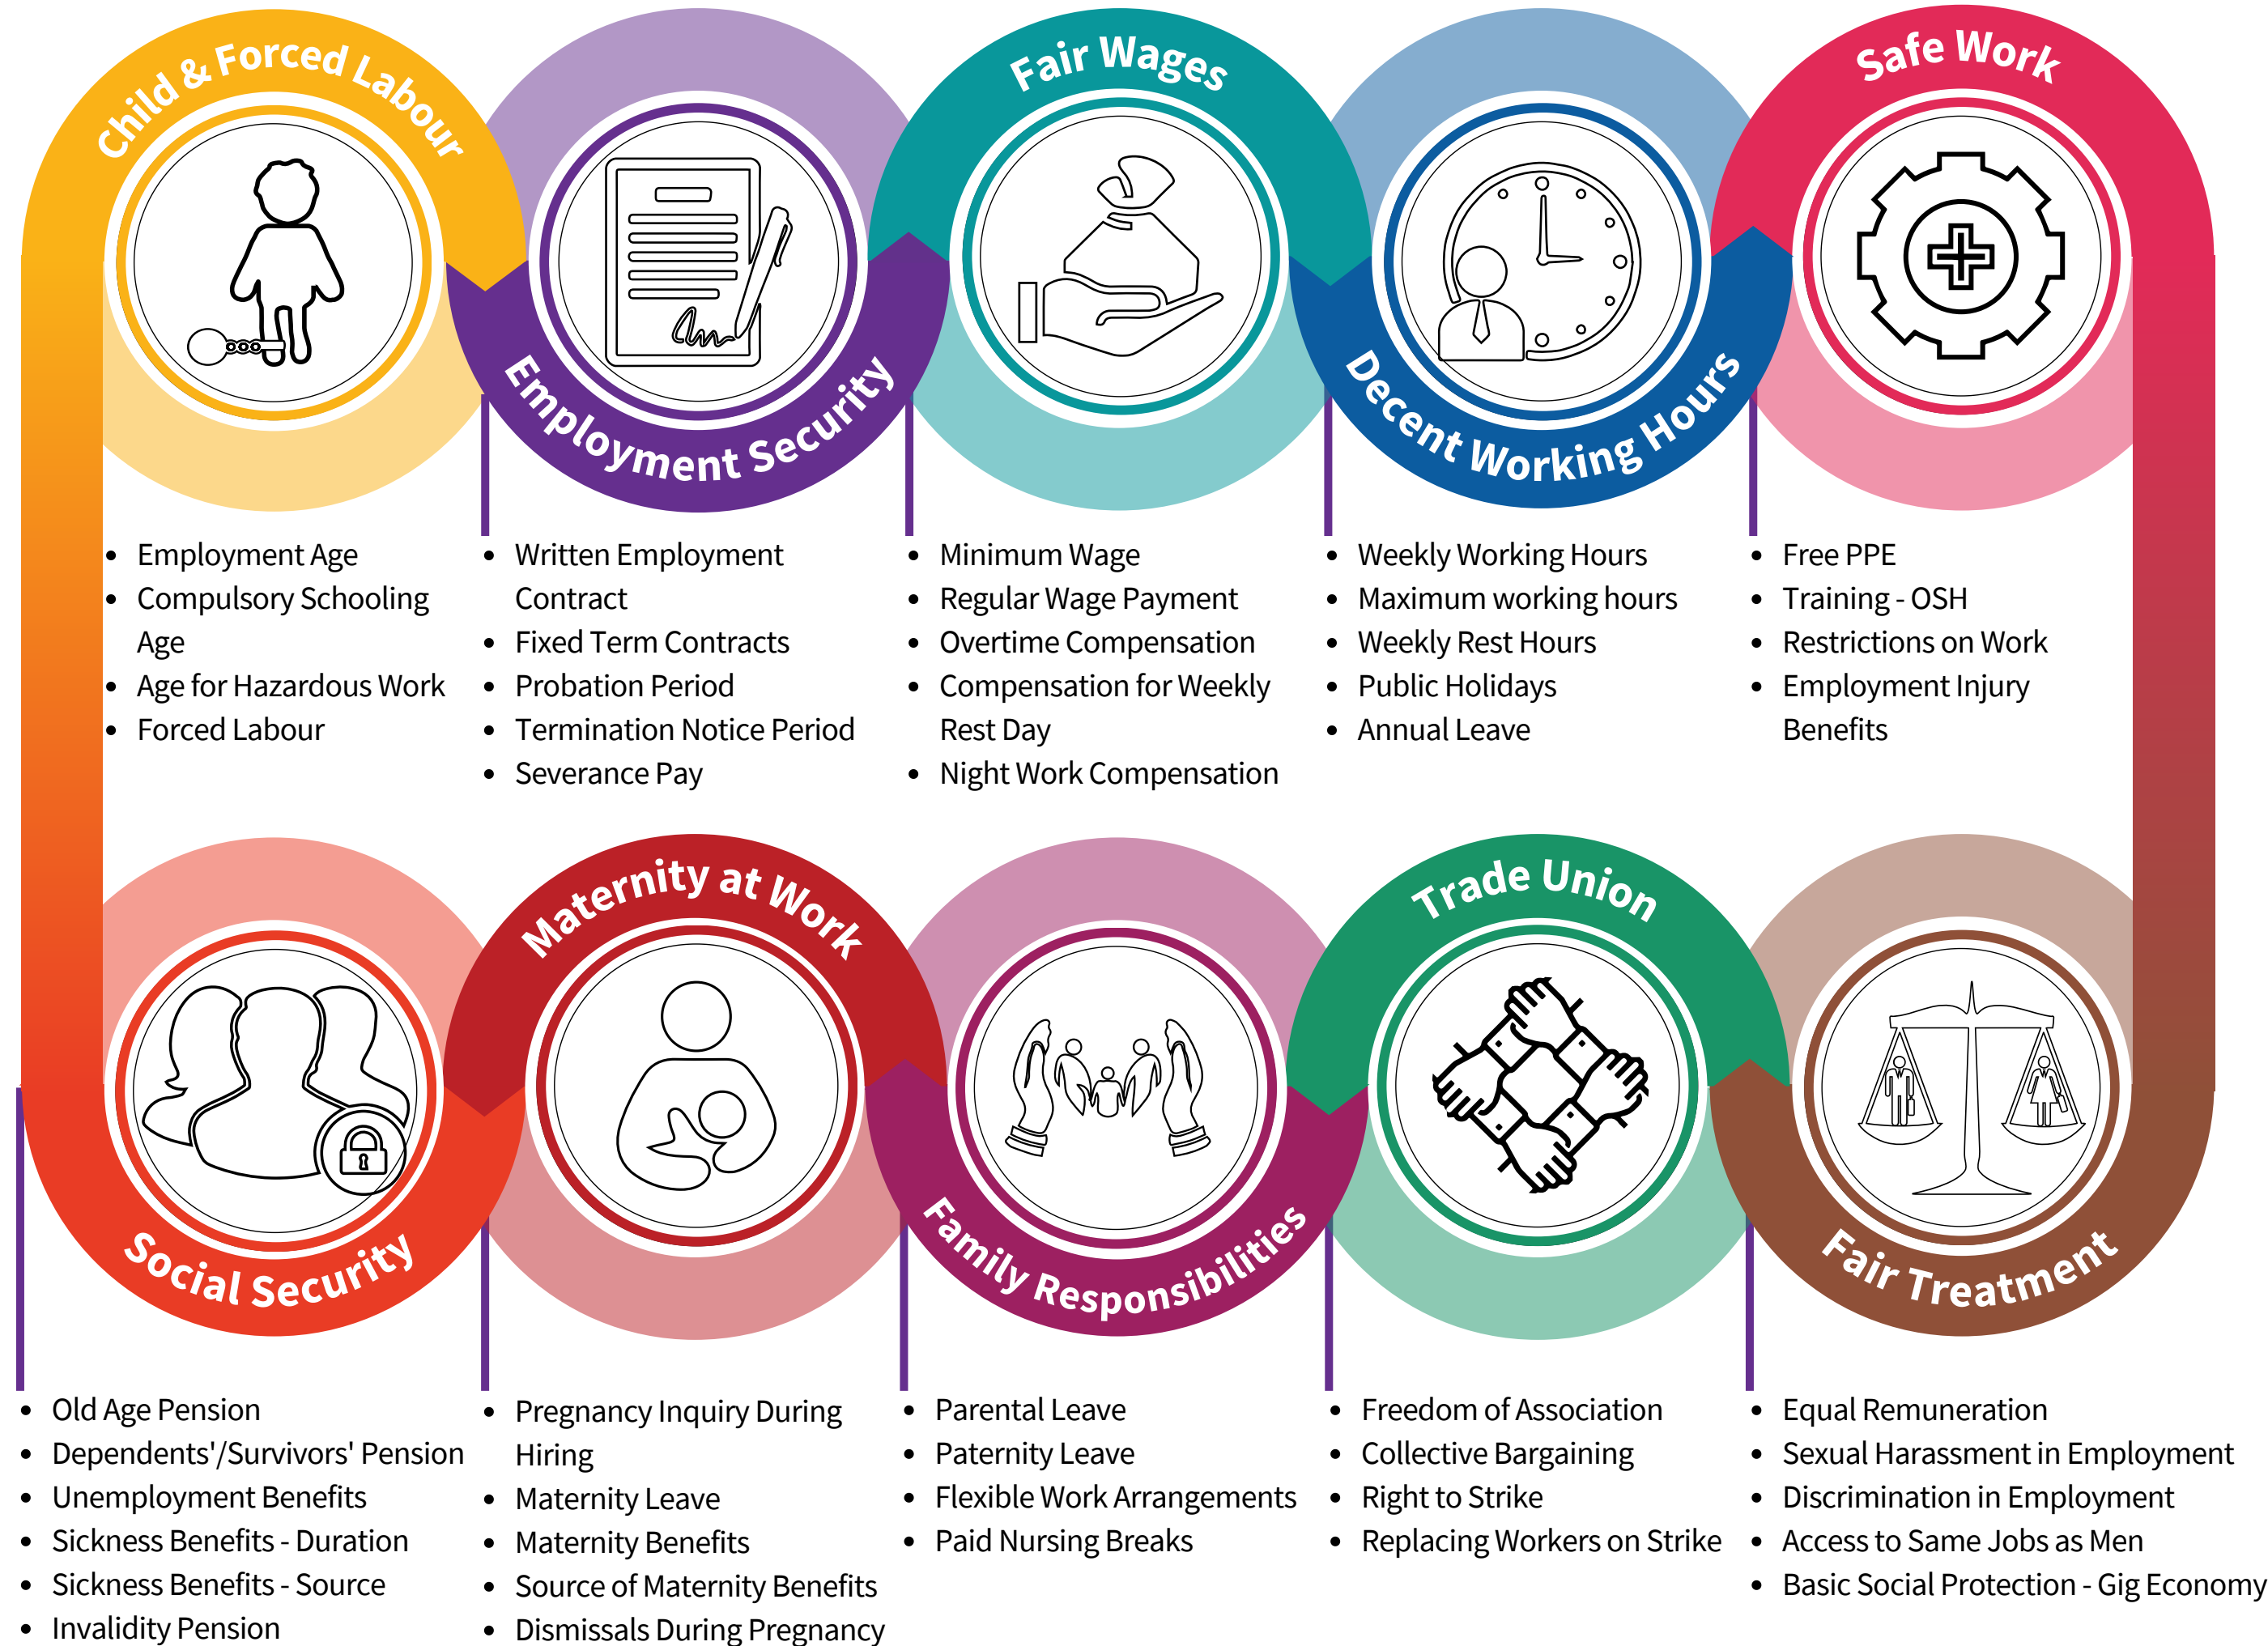 Child & Forced Labour
• Employment Age
• Compulsory Schooling
Age
• Age for Hazardous Work
• Forced Labour
Employment Security
• Written Employment
Contract
• Fixed Term Contracts
• Probation Period
• Termination Notice Period
• Severance Pay
Fair Wages
• Minimum Wage
• Regular Wage Payment
• Overtime Compensation
• Compensation for Weekly
Rest Day
• Night Work Compensation
Decent Working Hours
• Weekly Working Hours
• Maximum working hours
• Weekly Rest Hours
• Public Holidays
• Annual Leave
Safe Work
• Free PPE
• Training - OSH
• Restrictions on Work
• Employment Injury
Benefits
Social Security
• Old Age Pension
• Dependents'/Survivors' Pension
• Unemployment Benefits
• Sickness Benefits - Duration
• Sickness Benefits - Source
• Invalidity Pension
Maternity at Work
• Pregnancy Inquiry During
Hiring
• Maternity Leave
• Maternity Benefits
• Source of Maternity Benefits
• Dismissals During Pregnancy
Family Responsibilities
• Parental Leave
• Paternity Leave
• Flexible Work Arrangements
• Paid Nursing Breaks
Trade Union
• Freedom of Association
• Collective Bargaining
• Right to Strike
• Replacing Workers on Strike
Fair Treatment
• Equal Remuneration
• Sexual Harassment in Employment
• Discrimination in Employment
• Access to Same Jobs as Men
• Basic Social Protection - Gig Economy